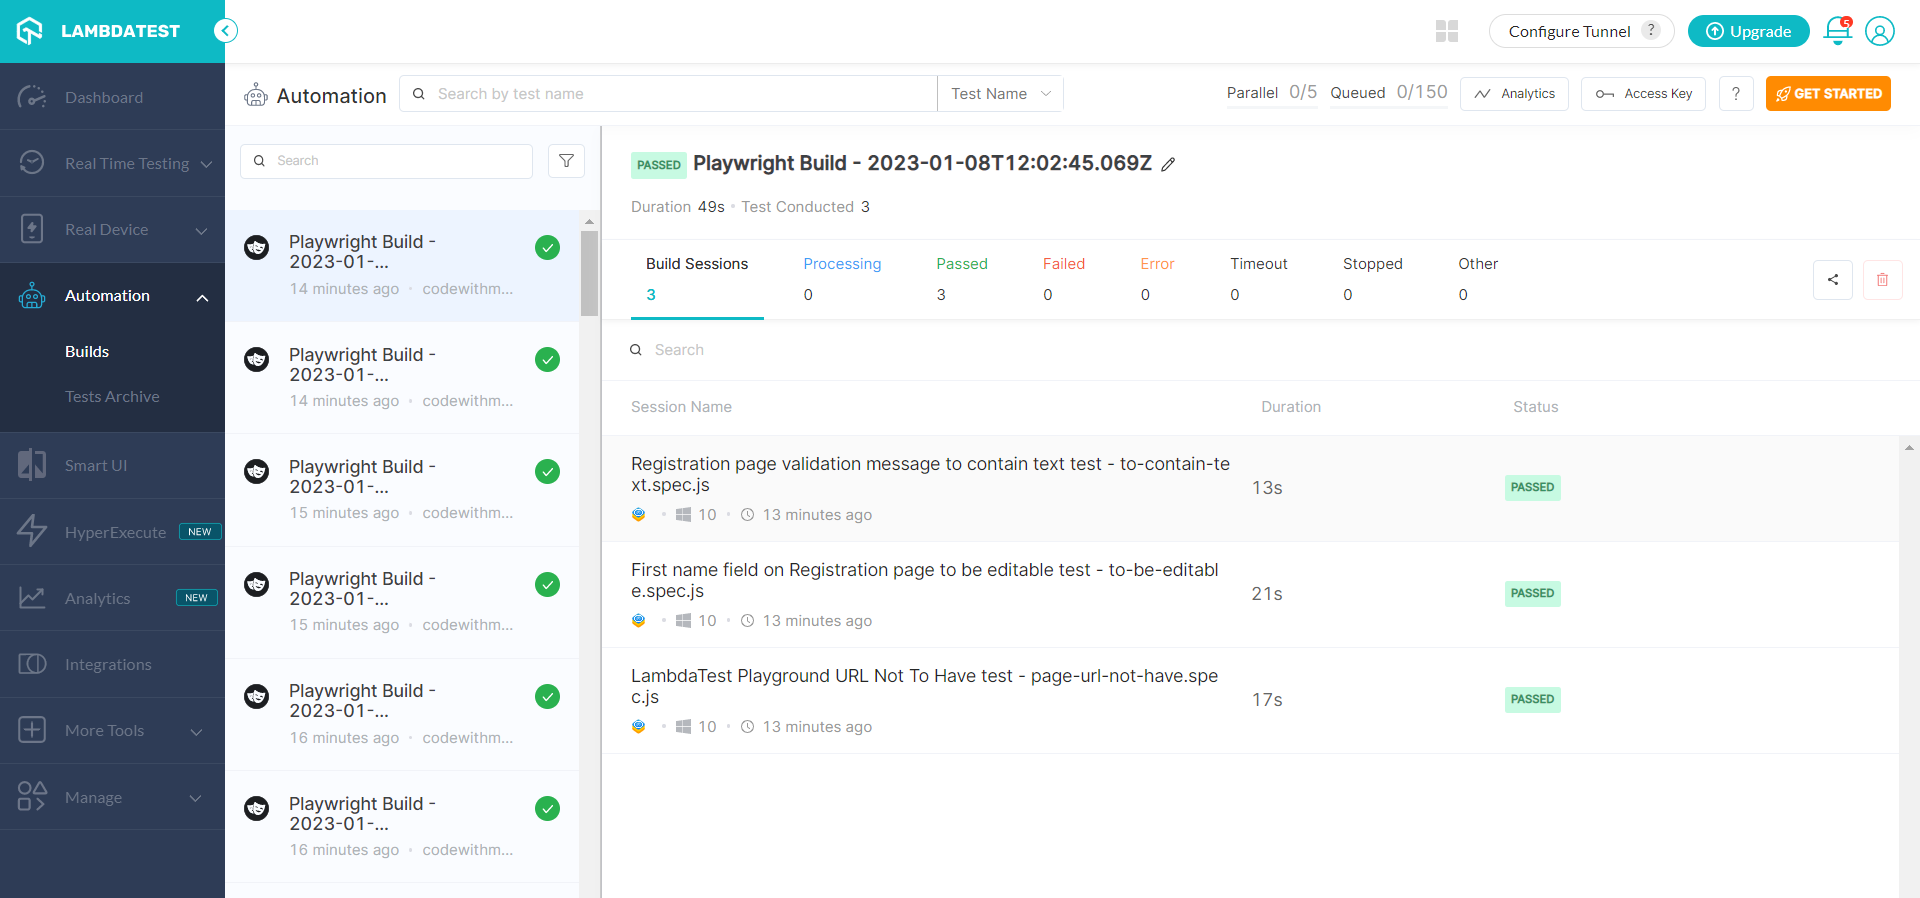 LAMBDATEST
Configure Tunnel ?
Upgrade
5
Dashboard
Real Time Testing
Real Device
Automation
Builds
Tests Archive
Smart UI
HyperExecute NEW
Analytics NEW
Integrations
More Tools
Manage
Automation
Search by test name
Test Name
Parallel 0/5
Queued 0/150
Analytics
Access Key
?
GET STARTED
Search
Playwright Build -
2023-01-...
14 minutes ago • codewithm...
Playwright Build -
2023-01-...
14 minutes ago • codewithm...
Playwright Build -
2023-01-...
15 minutes ago • codewithm...
Playwright Build -
2023-01-...
15 minutes ago • codewithm...
Playwright Build -
2023-01-...
16 minutes ago • codewithm...
Playwright Build -
2023-01-...
16 minutes ago • codewithm...
PASSED Playwright Build - 2023-01-08T12:02:45.069Z
Duration 49s • Test Conducted 3
Build Sessions
3
Processing
0
Passed
3
Failed
0
Error
0
Timeout
0
Stopped
0
Other
0
Search
Session Name Duration Status
Registration page validation message to contain text test - to-contain-te
xt.spec.js
• 10 • 13 minutes ago
13s
PASSED
First name field on Registration page to be editable test - to-be-editabl
e.spec.js
• 10 • 13 minutes ago
21s
PASSED
LambdaTest Playground URL Not To Have test - page-url-not-have.spe
c.js
• 10 • 13 minutes ago
17s
PASSED